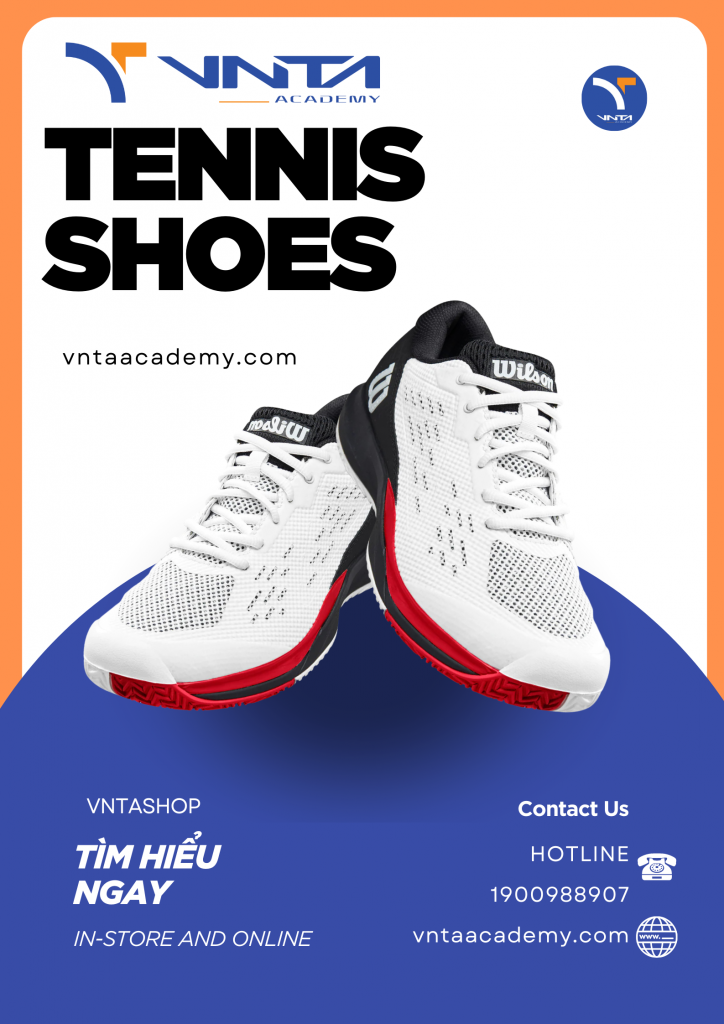 VNTA
ACADEMY
VNTA
TENNIS
SHOES
vntaacademy.com
Wilson
Wilson
VNTASHOP
TÌM HIỂU
NGAY
IN-STORE AND ONLINE
Contact Us
HOTLINE
1900988907
vntaacademy.com
www.